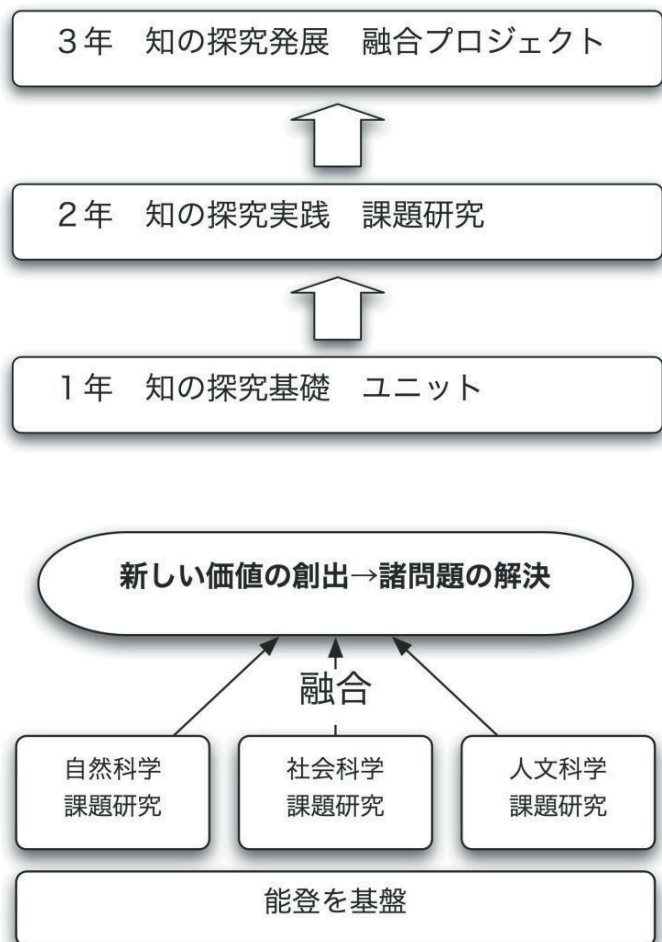 ３年　知の探究発展　融合プロジェクト
２年　知の探究実践　課題研究
１年　知の探究基礎　ユニット
新しい価値の創出→諸問題の解決
融合
自然科学
課題研究
社会科学
課題研究
人文科学
課題研究
能登を基盤